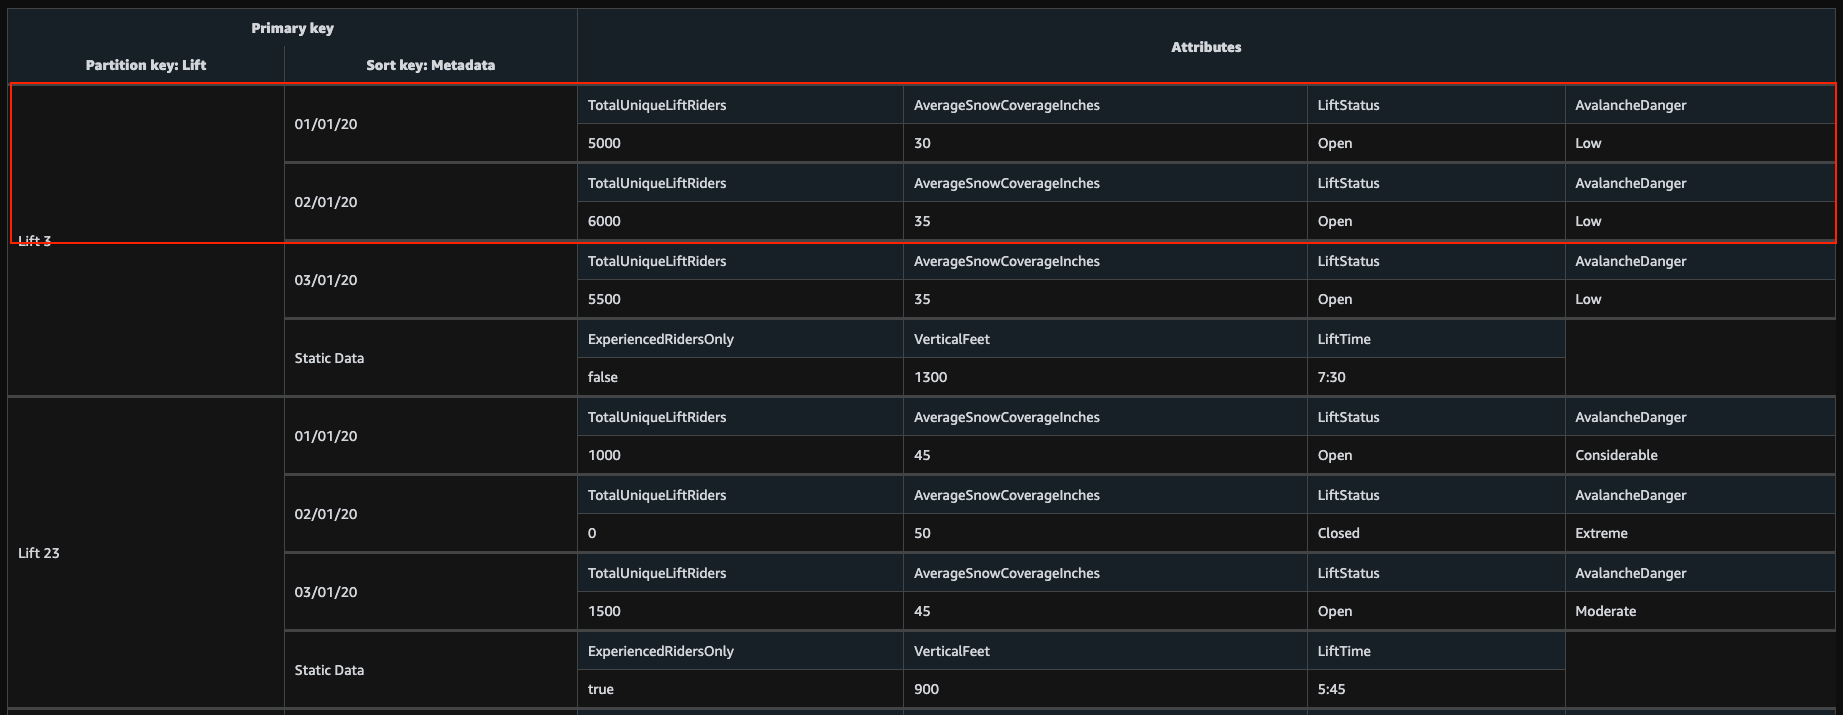 Primary key
Attributes
Partition key: Lift Sort key: Metadata
TotalUniqueLiftRiders AverageSnowCoverageInches LiftStatus AvalancheDanger
01/01/20
5000 30 Open Low
TotalUniqueLiftRiders AverageSnowCoverageInches LiftStatus AvalancheDanger
02/01/20
6000 35 Open Low
Lift 3
TotalUniqueLiftRiders AverageSnowCoverageInches LiftStatus AvalancheDanger
03/01/20
5500 35 Open Low
ExperiencedRidersOnly VerticalFeet LiftTime
Static Data
false 1300 7:30
TotalUniqueLiftRiders AverageSnowCoverageInches LiftStatus AvalancheDanger
01/01/20
1000 45 Open Considerable
TotalUniqueLiftRiders AverageSnowCoverageInches LiftStatus AvalancheDanger
02/01/20
0 50 Closed Extreme
Lift 23
TotalUniqueLiftRiders AverageSnowCoverageInches LiftStatus AvalancheDanger
03/01/20
1500 45 Open Moderate
ExperiencedRidersOnly VerticalFeet LiftTime
Static Data
true 900 5:45